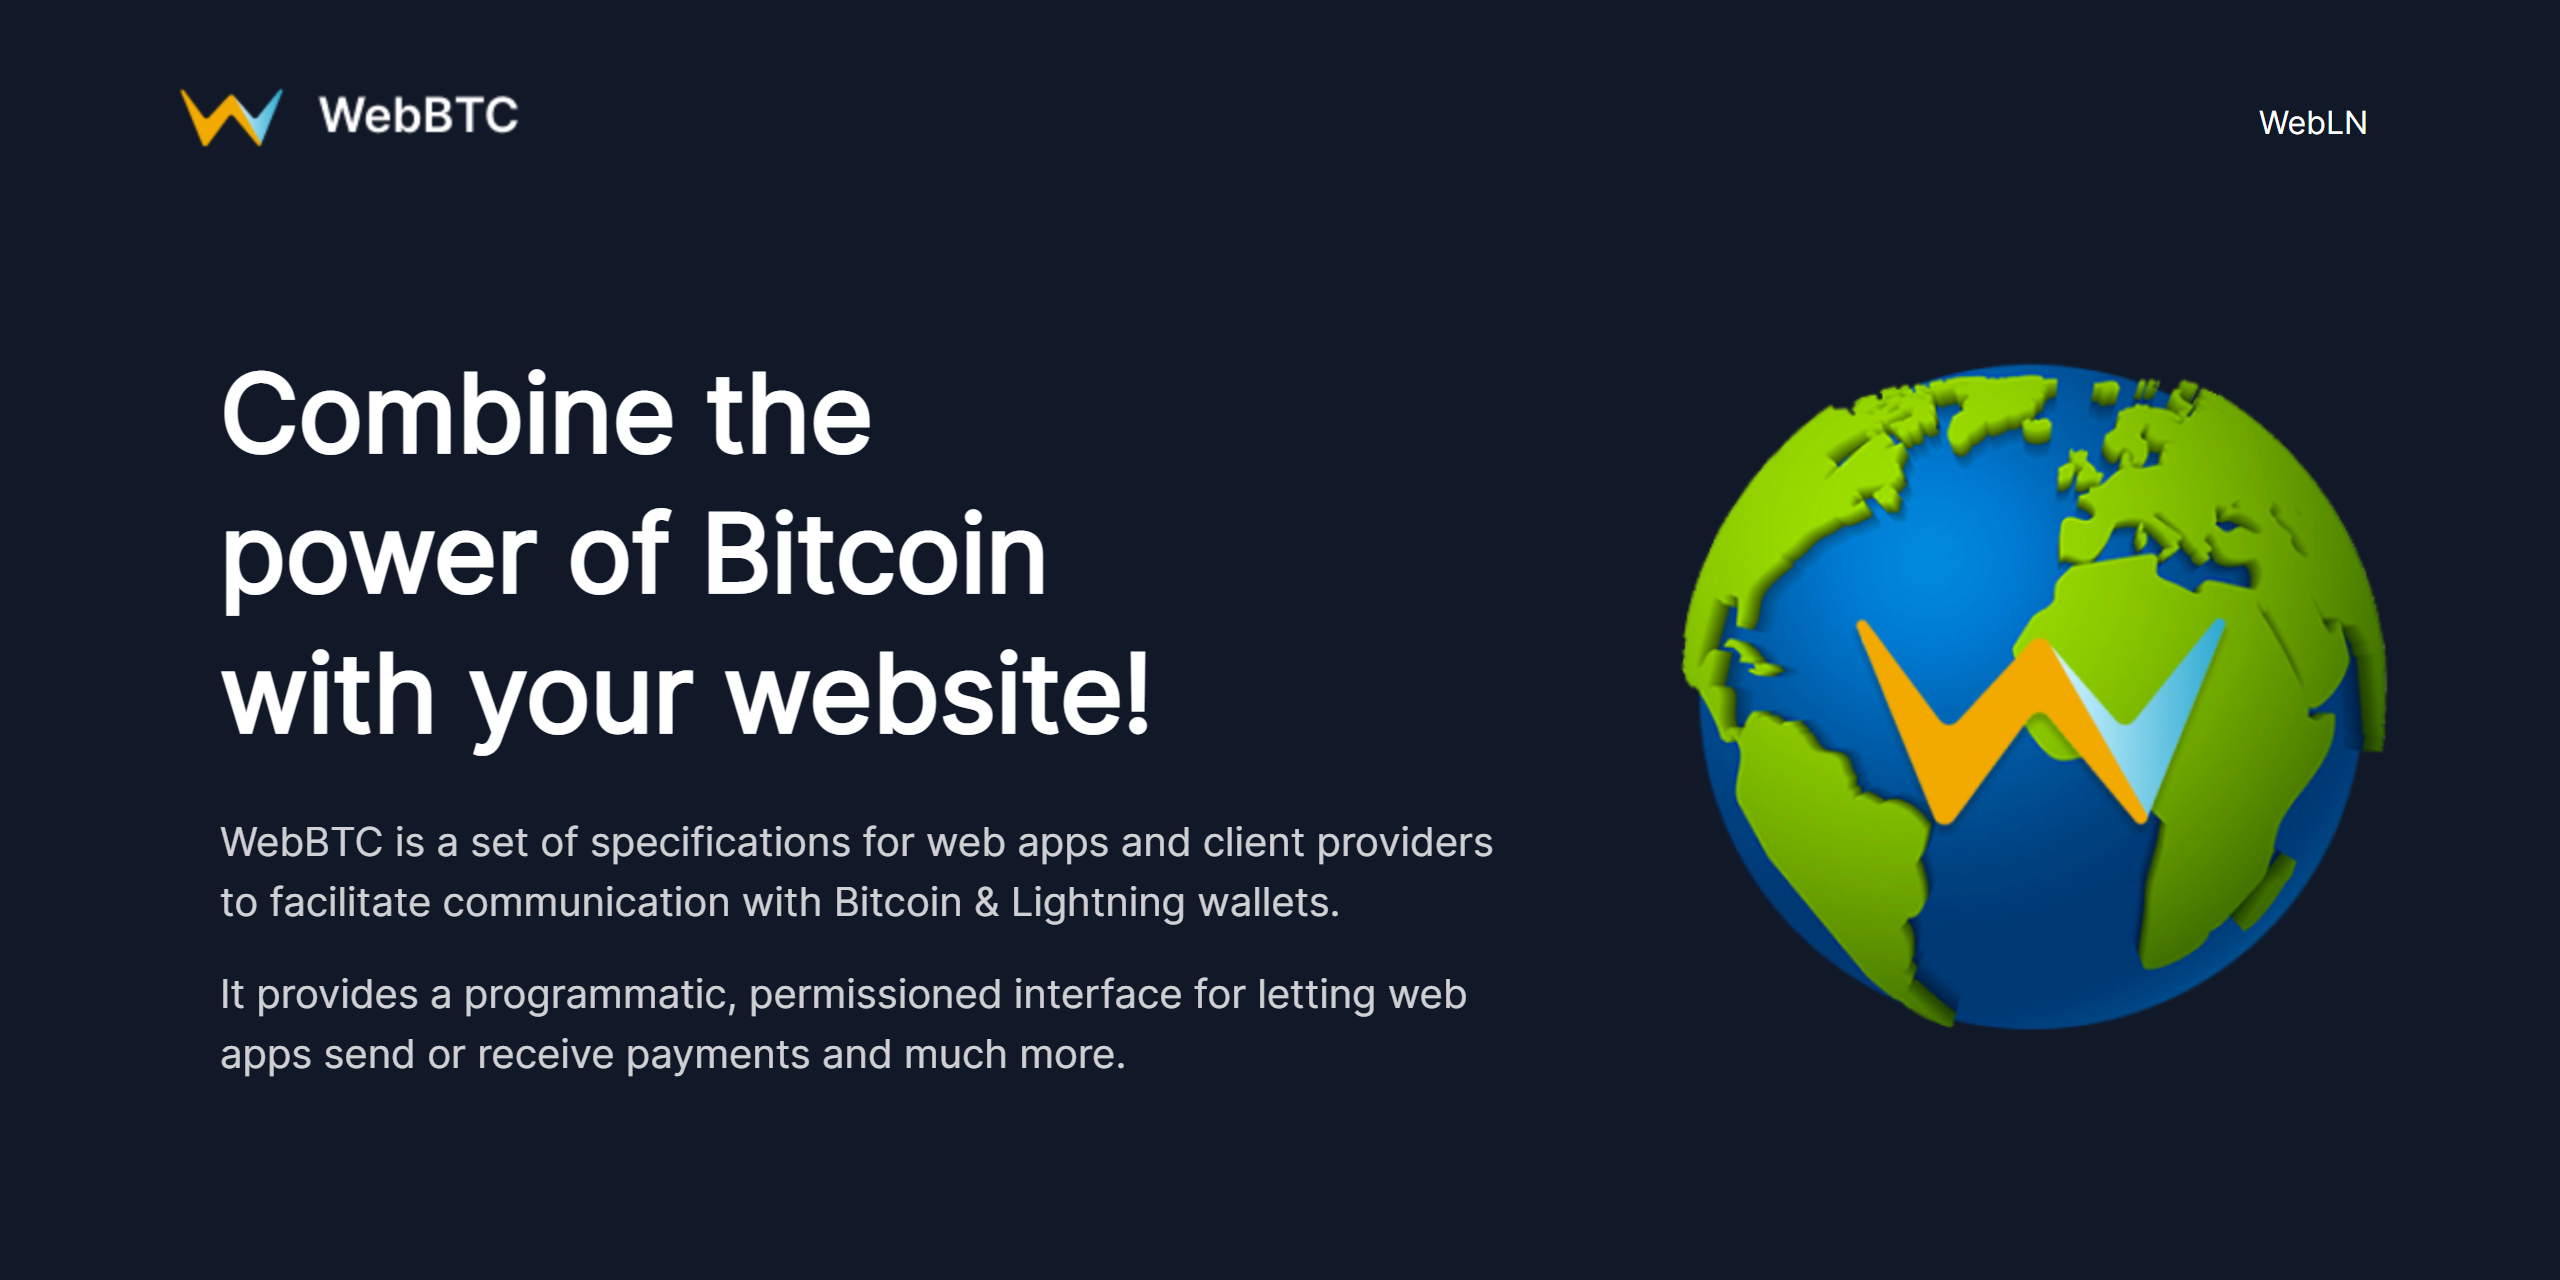 WebBTC
WebLN
Combine the
power of Bitcoin
with your website!
WebBTC is a set of specifications for web apps and client providers
to facilitate communication with Bitcoin & Lightning wallets.
It provides a programmatic, permissioned interface for letting web
apps send or receive payments and much more.